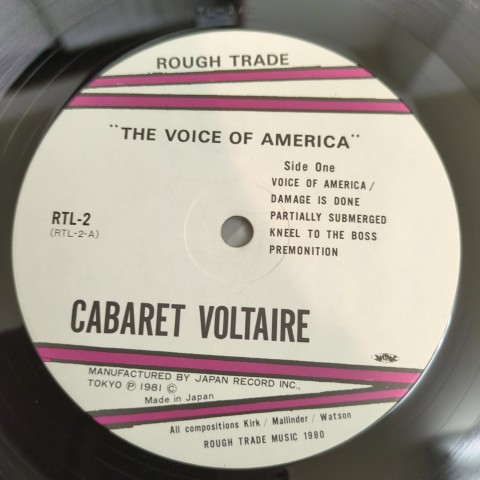 ROUGH TRADE
"THE VOICE OF AMERICA"
Side One
VOICE OF AMERICA /
DAMAGE IS DONE
PARTIALLY SUBMERGED
KNEEL TO THE BOSS
PREMONITION
RTL-2
(RTL-2-A)
CABARET VOLTAIRE
MANUFACTURED BY JAPAN RECORD INC.,
TOKYO Ⓟ 1981 ©
Made in Japan
All compositions Kirk / Mallinder / Watson
ROUGH TRADE MUSIC 1980